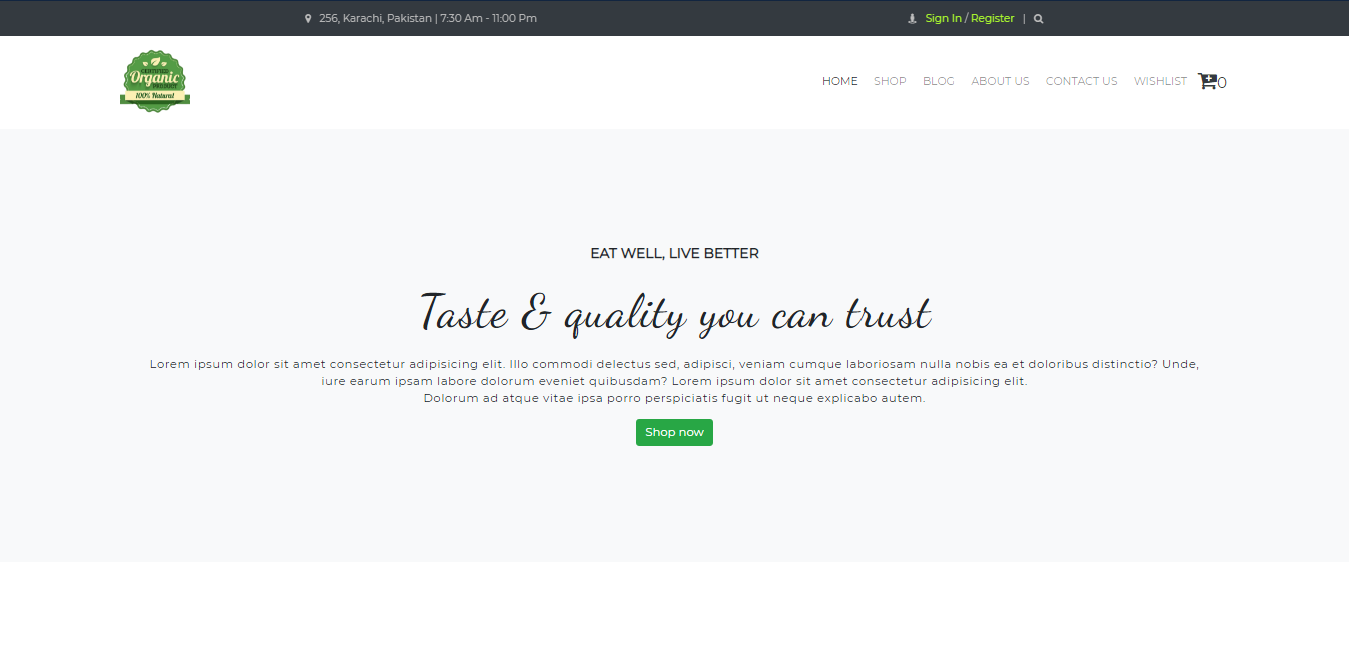 256, Karachi, Pakistan | 7:30 Am - 11:00 Pm
Sign In / Register |
CERTIFIED
Organic
PRODUCT
100% Natural
HOME SHOP BLOG ABOUT US CONTACT US WISHLIST 0
EAT WELL, LIVE BETTER
Taste & quality you can trust
Lorem ipsum dolor sit amet consectetur adipisicing elit. Illo commodi delectus sed, adipisci, veniam cumque laboriosam nulla nobis ea et doloribus distinctio? Unde,
iure earum ipsam labore dolorum eveniet quibusdam? Lorem ipsum dolor sit amet consectetur adipisicing elit.
Dolorum ad atque vitae ipsa porro perspiciatis fugit ut neque explicabo autem.
Shop now